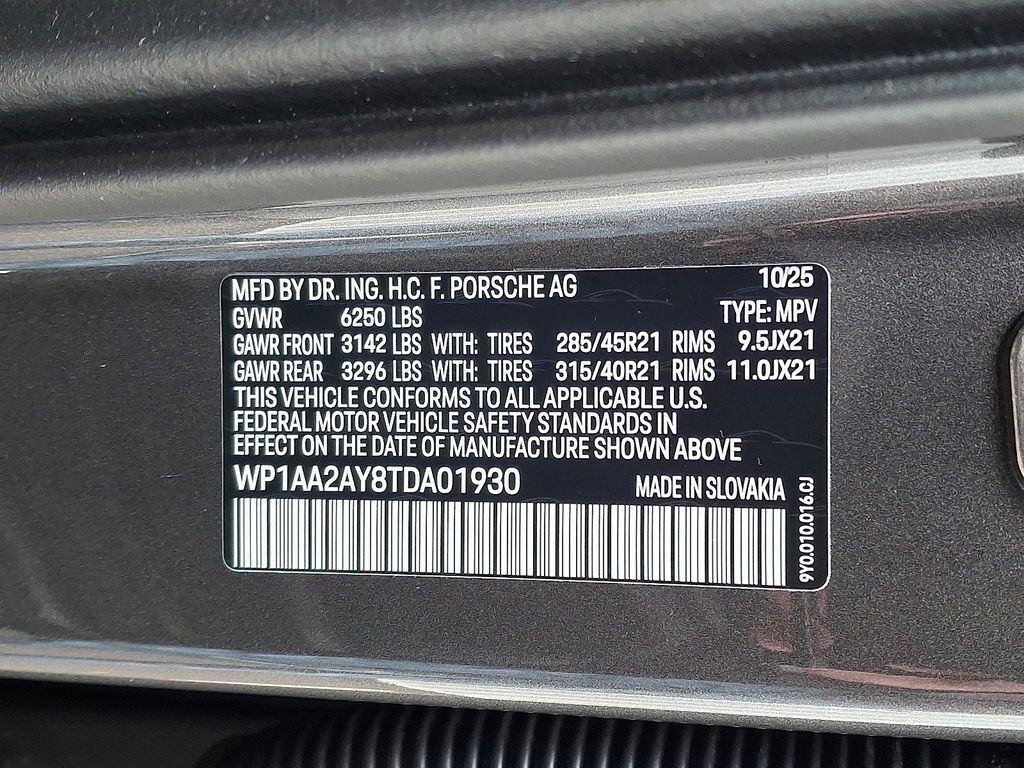 MFD BY DR. ING. H.C. F. PORSCHE AG 10/25
GVWR 6250 LBS TYPE: MPV
GAWR FRONT 3142 LBS WITH: TIRES 285/45R21 RIMS 9.5JX21
GAWR REAR 3296 LBS WITH: TIRES 315/40R21 RIMS 11.0JX21
THIS VEHICLE CONFORMS TO ALL APPLICABLE U.S.
FEDERAL MOTOR VEHICLE SAFETY STANDARDS IN
EFFECT ON THE DATE OF MANUFACTURE SHOWN ABOVE
WP1AA2AY8TDA01930 MADE IN SLOVAKIA
9Y0.010.016.CJ